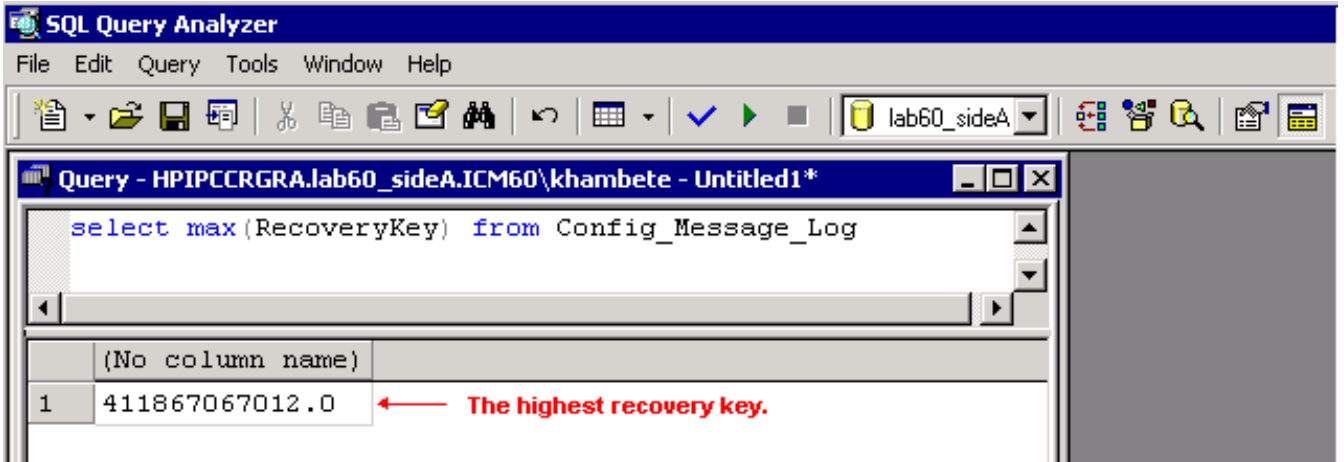 SQL Query Analyzer
File Edit Query Tools Window Help
lab60_sideA
Query - HPIPCCRGRA.lab60_sideA.ICM60\khambete - Untitled1*
select max(RecoveryKey) from Config_Message_Log
(No column name)
1 411867067012.0 The highest recovery key.